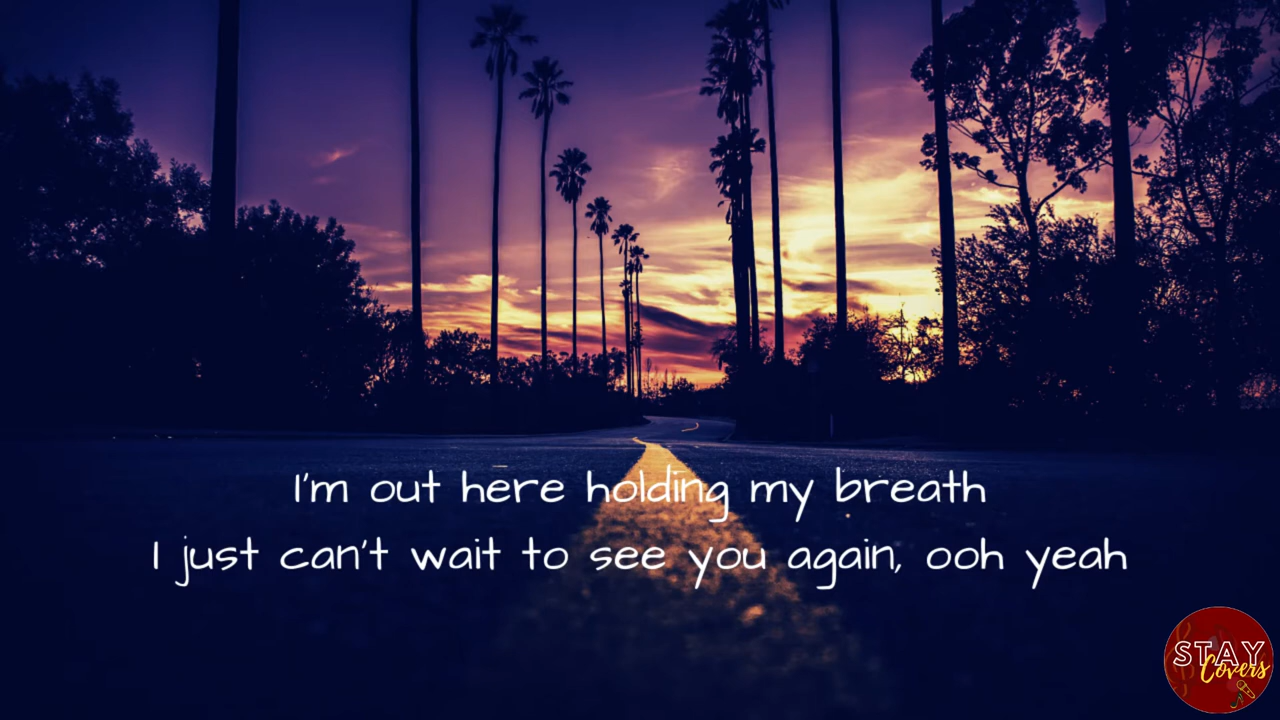 I'm out here holding my breath
I just can't wait to see you again, ooh yeah
STAY
Covers